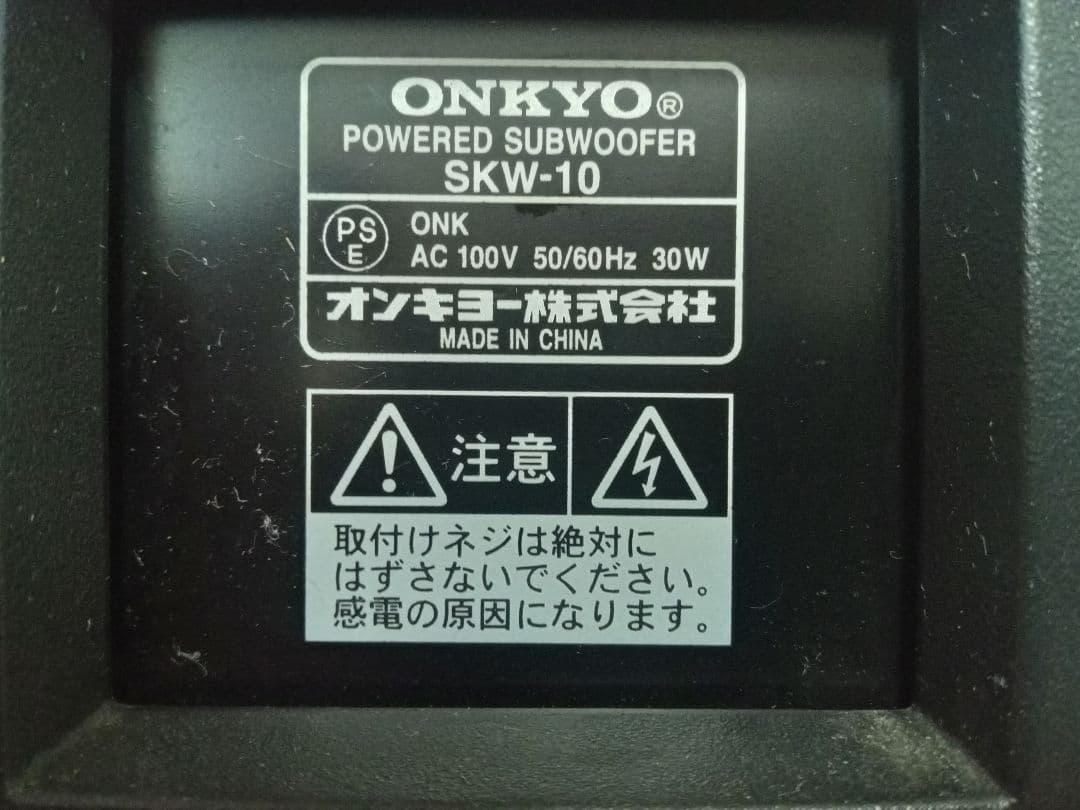 ONKYO®
POWERED SUBWOOFER
SKW-10
PS
E
ONK
AC 100V 50/60Hz 30W
オンキヨー株式会社
MADE IN CHINA
注意
取付けネジは絶対に
はずさないでください。
感電の原因になります。